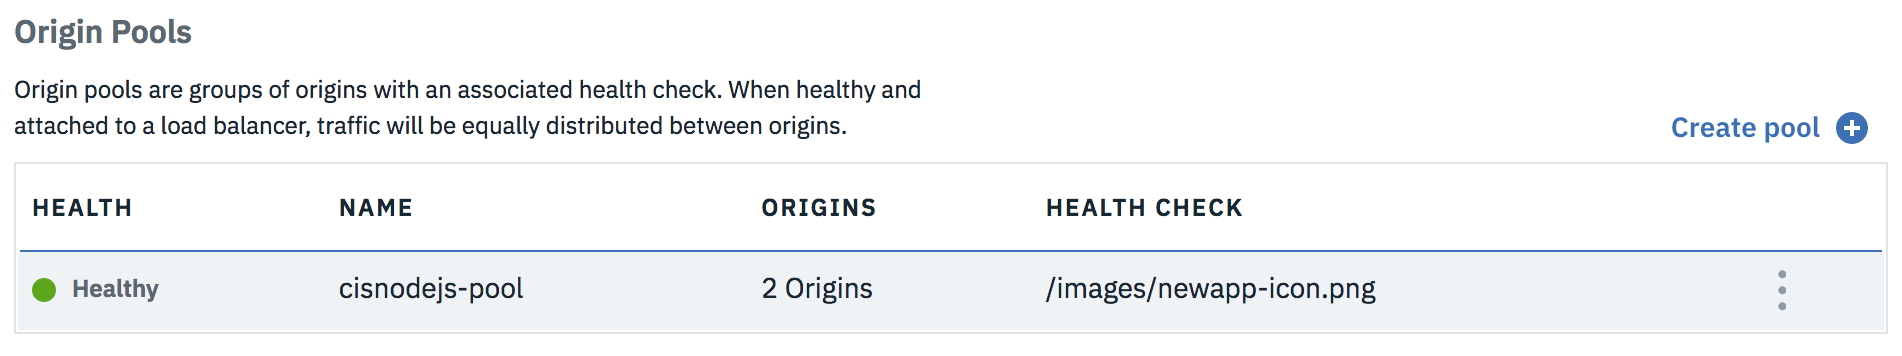 Origin Pools
Origin pools are groups of origins with an associated health check. When healthy and
attached to a load balancer, traffic will be equally distributed between origins.
Create pool
HEALTH NAME ORIGINS HEALTH CHECK
Healthy cisnodejs-pool 2 Origins /images/newapp-icon.png